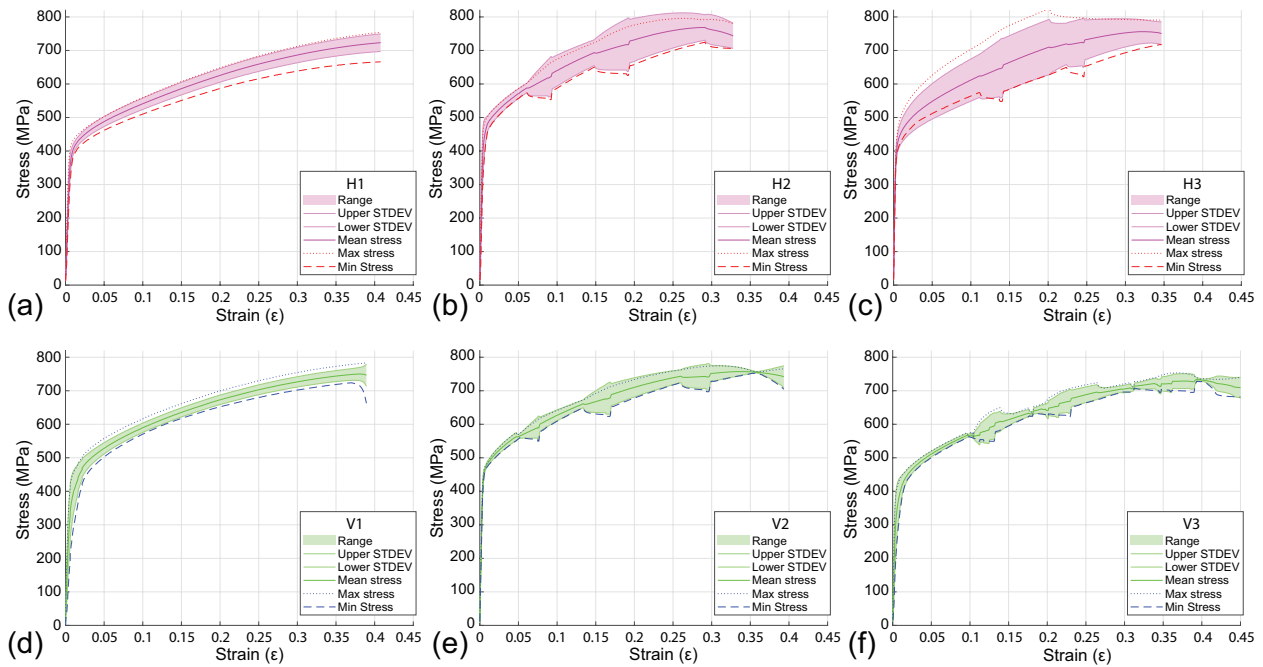 800
700
600
500
400
300
200
100
0
Stress (MPa)
H1
Range
Upper STDEV
Lower STDEV
Mean stress
Max stress
Min Stress
0 0.05 0.1 0.15 0.2 0.25 0.3 0.35 0.4 0.45
Strain (ε)
(a)
800
700
600
500
400
300
200
100
0
Stress (MPa)
H2
Range
Upper STDEV
Lower STDEV
Mean stress
Max stress
Min Stress
0 0.05 0.1 0.15 0.2 0.25 0.3 0.35 0.4 0.45
Strain (ε)
(b)
800
700
600
500
400
300
200
100
0
Stress (MPa)
H3
Range
Upper STDEV
Lower STDEV
Mean stress
Max stress
Min Stress
0 0.05 0.1 0.15 0.2 0.25 0.3 0.35 0.4 0.45
Strain (ε)
(c)
800
700
600
500
400
300
200
100
0
Stress (MPa)
V1
Range
Upper STDEV
Lower STDEV
Mean stress
Max stress
Min Stress
0 0.05 0.1 0.15 0.2 0.25 0.3 0.35 0.4 0.45
Strain (ε)
(d)
800
700
600
500
400
300
200
100
0
Stress (MPa)
V2
Range
Upper STDEV
Lower STDEV
Mean stress
Max stress
Min Stress
0 0.05 0.1 0.15 0.2 0.25 0.3 0.35 0.4 0.45
Strain (ε)
(e)
800
700
600
500
400
300
200
100
0
Stress (MPa)
V3
Range
Upper STDEV
Lower STDEV
Mean stress
Max stress
Min Stress
0 0.05 0.1 0.15 0.2 0.25 0.3 0.35 0.4 0.45
Strain (ε)
(f)